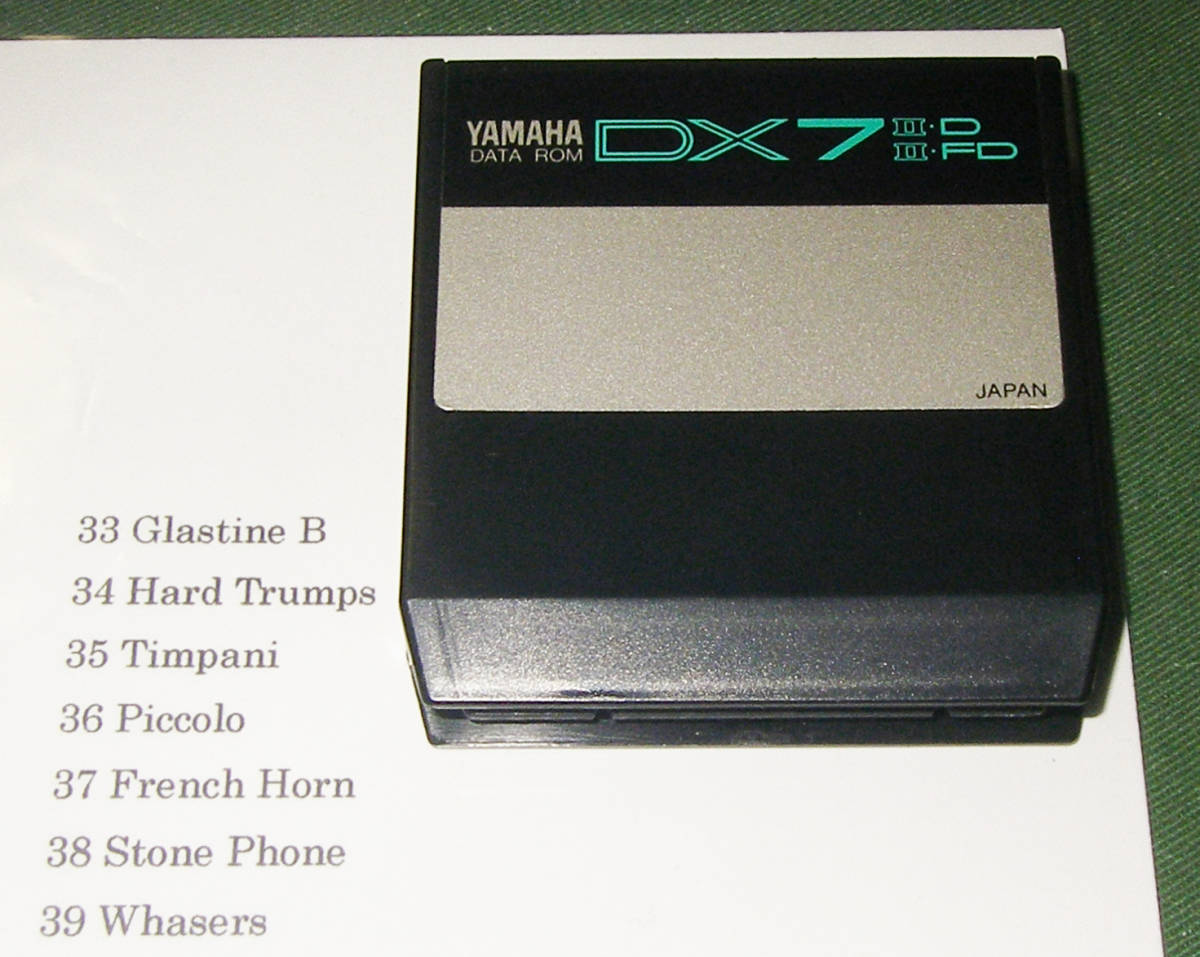 YAMAHA DX7 II·D
DATA ROM II·FD
JAPAN
33 Glastine B
34 Hard Trumps
35 Timpani
36 Piccolo
37 French Horn
38 Stone Phone
39 Whasers